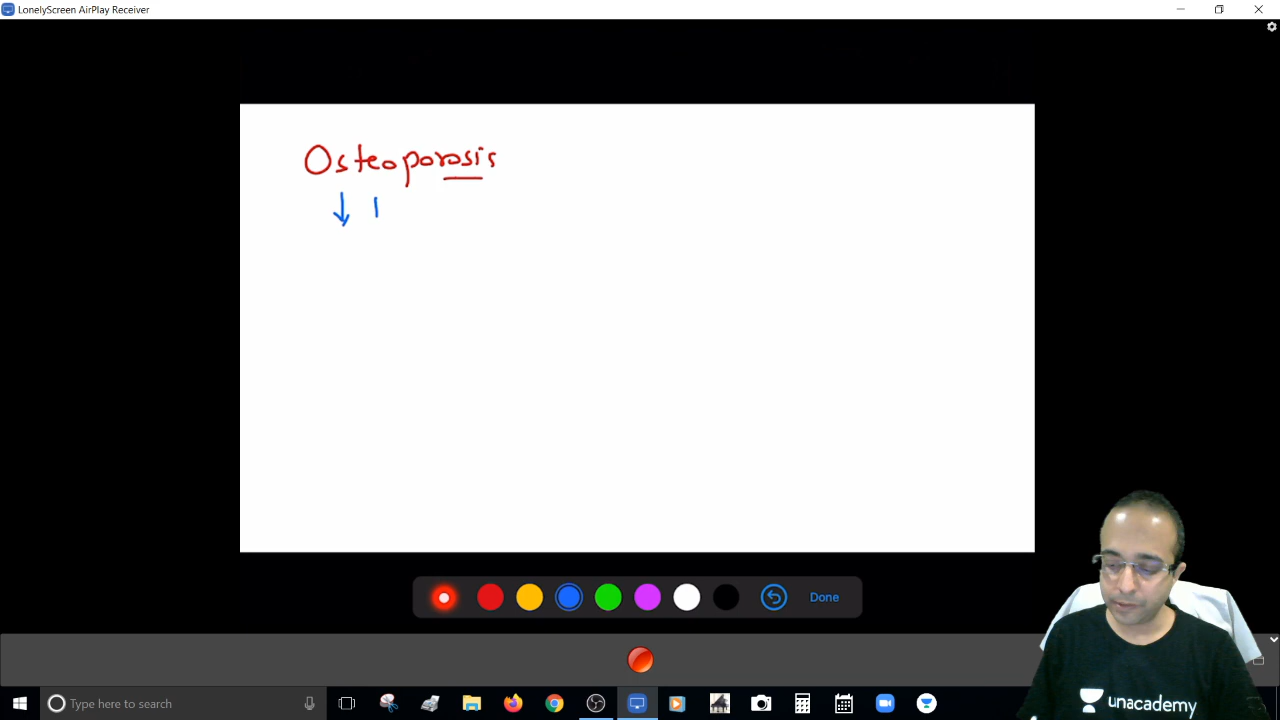 LonelyScreen AirPlay Receiver
Osteoporosis
↓
Done
unacademy
Type here to search